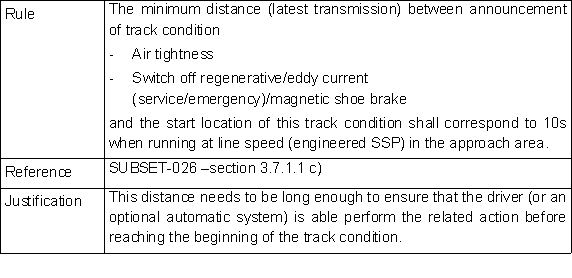 Rule
The minimum distance (latest transmission) between announcement
of track condition
- Air tightness
- Switch off regenerative/eddy current
(service/emergency)/magnetic shoe brake
and the start location of this track condition shall correspond to 10s
when running at line speed (engineered SSP) in the approach area.
Reference
SUBSET-026 –section 3.7.1.1 c)
Justification
This distance needs to be long enough to ensure that the driver (or an
optional automatic system) is able perform the related action before
reaching the beginning of the track condition.